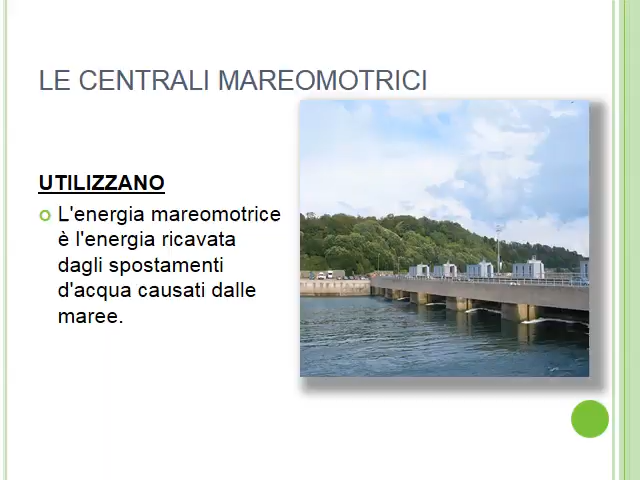 LE CENTRALI MAREOMOTRICI
UTILIZZANO
L'energia mareomotrice
è l'energia ricavata
dagli spostamenti
d'acqua causati dalle
maree.